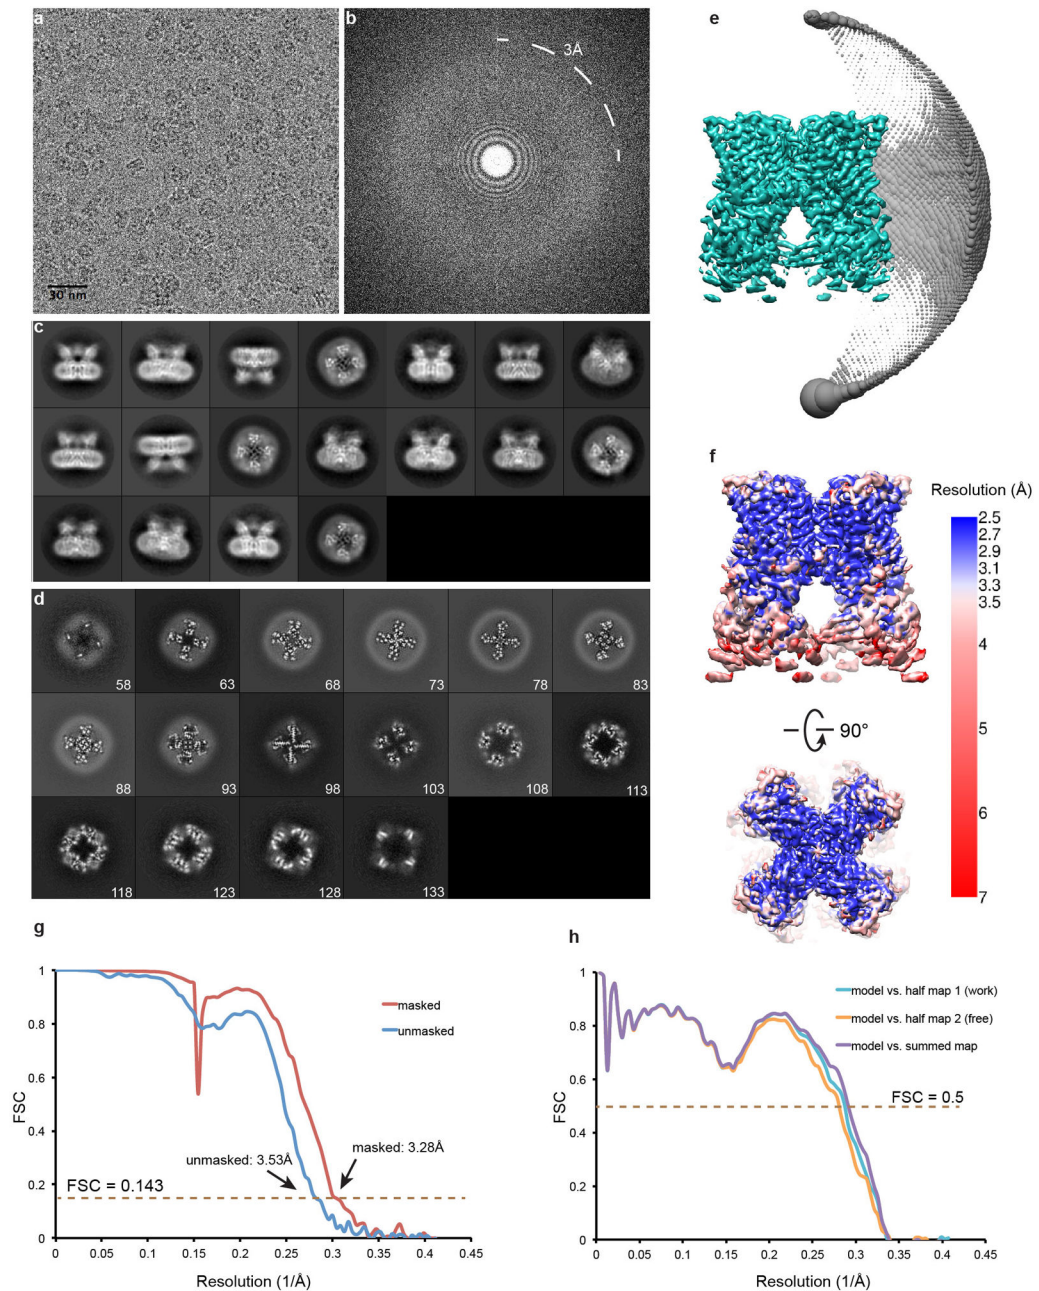 a
30 nm
b
3Å
c
d
58
63
68
73
78
83
88
93
98
103
108
113
118
123
128
133
e
f
Resolution (Å)
2.5
2.7
2.9
3.1
3.3
3.5
4
5
6
7
90°
g
1
0.8
0.6
0.4
0.2
0
FSC
masked
unmasked
unmasked: 3.53Å
masked: 3.28Å
FSC = 0.143
0
0.05
0.1
0.15
0.2
0.25
0.3
0.35
0.4
0.45
Resolution (1/Å)
h
1
0.8
0.6
0.4
0.2
0
FSC
model vs. half map 1 (work)
model vs. half map 2 (free)
model vs. summed map
FSC = 0.5
0
0.05
0.1
0.15
0.2
0.25
0.3
0.35
0.4
0.45
Resolution (1/Å)